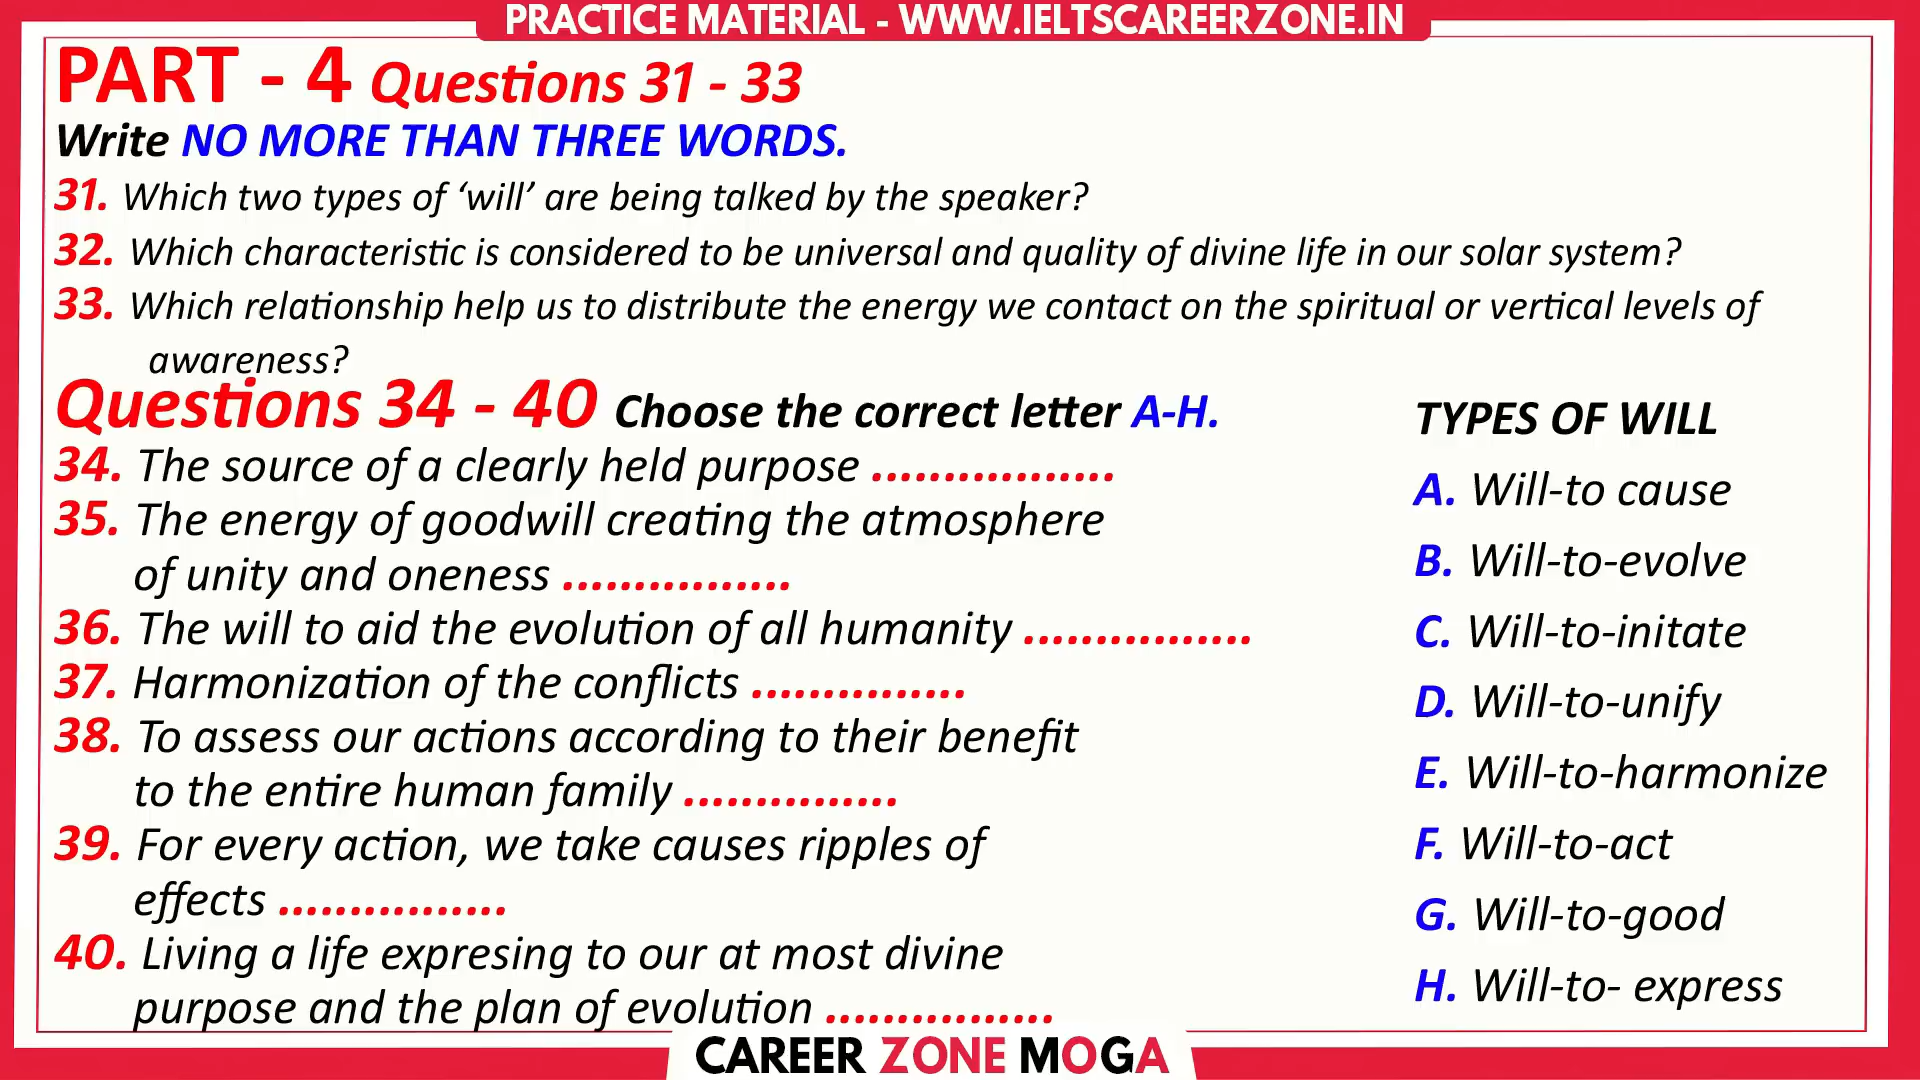 PRACTICE MATERIAL - WWW.IELTSCAREERZONE.IN
PART - 4 Questions 31 - 33
Write NO MORE THAN THREE WORDS.
31. Which two types of ‘will’ are being talked by the speaker?
32. Which characteristic is considered to be universal and quality of divine life in our solar system?
33. Which relationship help us to distribute the energy we contact on the spiritual or vertical levels of
awareness?
Questions 34 - 40 Choose the correct letter A-H.
34. The source of a clearly held purpose .................
35. The energy of goodwill creating the atmosphere
of unity and oneness ................
36. The will to aid the evolution of all humanity ................
37. Harmonization of the conflicts ...............
38. To assess our actions according to their benefit
to the entire human family ...............
39. For every action, we take causes ripples of
effects ................
40. Living a life expresing to our at most divine
purpose and the plan of evolution ................
TYPES OF WILL
A. Will-to cause
B. Will-to-evolve
C. Will-to-initate
D. Will-to-unify
E. Will-to-harmonize
F. Will-to-act
G. Will-to-good
H. Will-to- express
CAREER ZONE MOGA